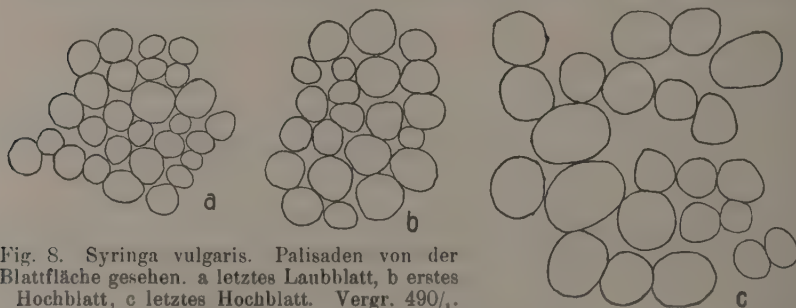 a
b
c
Fig. 8. Syringa vulgaris. Palisaden von der
Blattfläche gesehen. a letztes Laubblatt, b erstes
Hochblatt, c letztes Hochblatt. Vergr. 490/1.